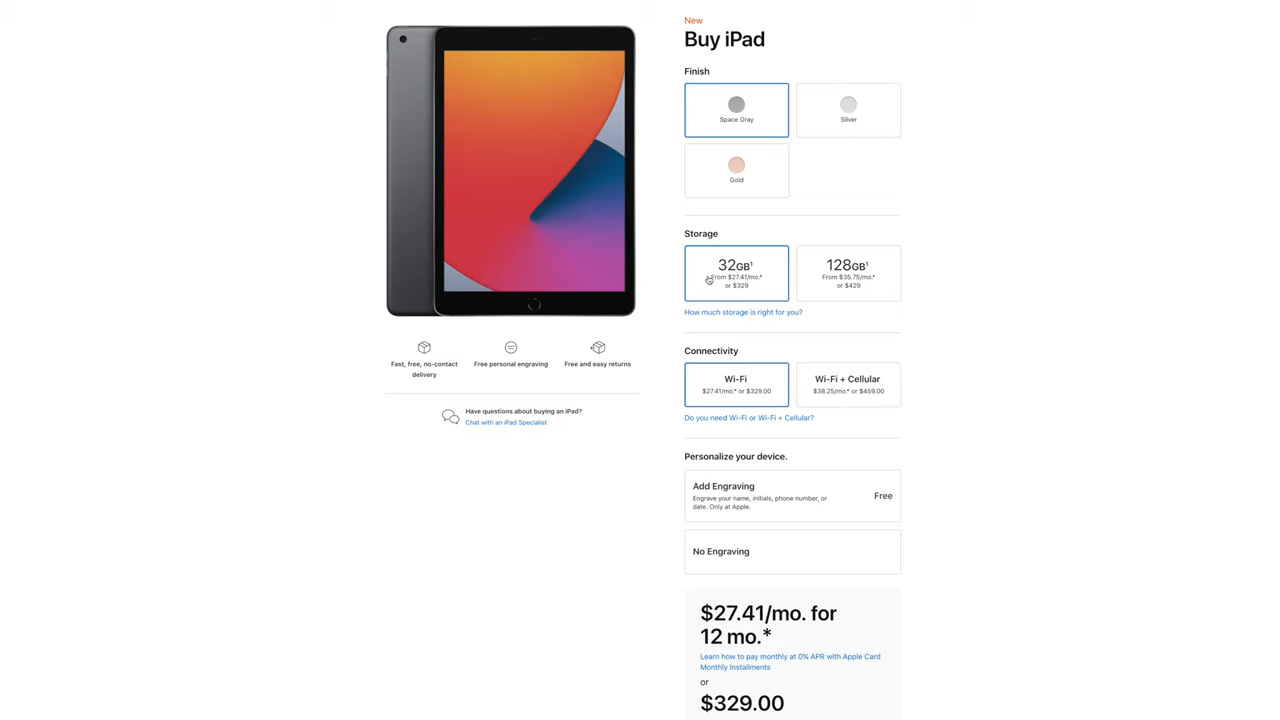 New
Buy iPad
Finish
Space Gray
Silver
Gold
Storage
32GB¹
From $27.41/mo.*
or $329
128GB¹
From $35.75/mo.*
or $429
How much storage is right for you?
Connectivity
Wi-Fi
$27.41/mo.* or $329.00
Wi-Fi + Cellular
$38.25/mo.* or $459.00
Do you need Wi-Fi or Wi-Fi + Cellular?
Personalize your device.
Add Engraving
Engrave your name, initials, phone number, or
date. Only at Apple.
Free
No Engraving
$27.41/mo. for
12 mo.*
Learn how to pay monthly at 0% APR with Apple Card
Monthly Installments
or
$329.00
Fast, free, no-contact
delivery
Free personal engraving
Free and easy returns
Have questions about buying an iPad?
Chat with an iPad Specialist